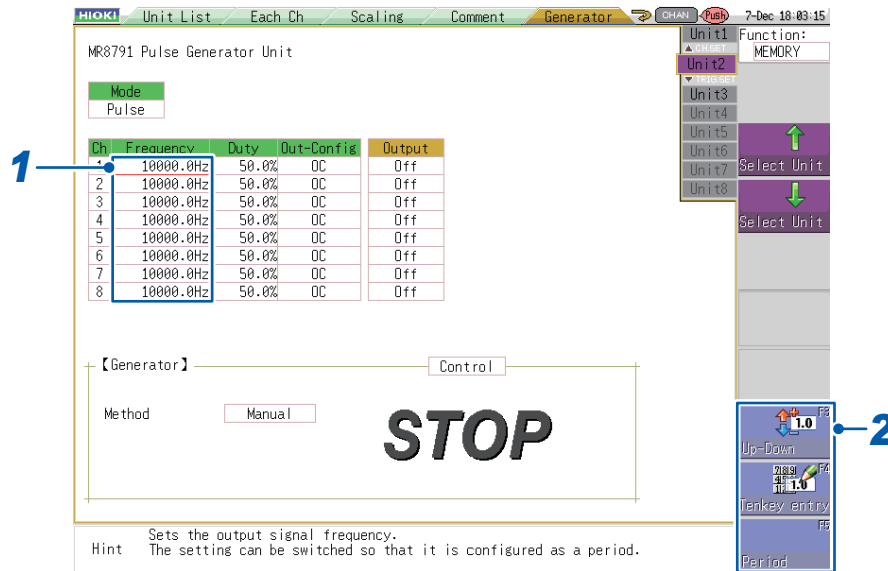 HIOKI Unit List Each Ch Scaling Comment Generator CHAN Push 7-Dec 18:03:15
Unit1 Function:
MR8791 Pulse Generator Unit
▲CH.SET MEMORY
Unit2
▼TRIG.SET
Mode
Unit3
Pulse
Unit4
Unit5
Ch Frequency Duty Out-Config Output
Unit6
1
1 10000.0Hz 50.0% OC Off
Unit7 Select Unit
2 10000.0Hz 50.0% OC Off
Unit8
3 10000.0Hz 50.0% OC Off
4 10000.0Hz 50.0% OC Off
Select Unit
5 10000.0Hz 50.0% OC Off
6 10000.0Hz 50.0% OC Off
7 10000.0Hz 50.0% OC Off
8 10000.0Hz 50.0% OC Off
【Generator】 Control
Method Manual
STOP
F3
1.0
2
Up-Down
F4
1.0
Tenkey entry
F5
Period
Hint Sets the output signal frequency.
The setting can be switched so that it is configured as a period.